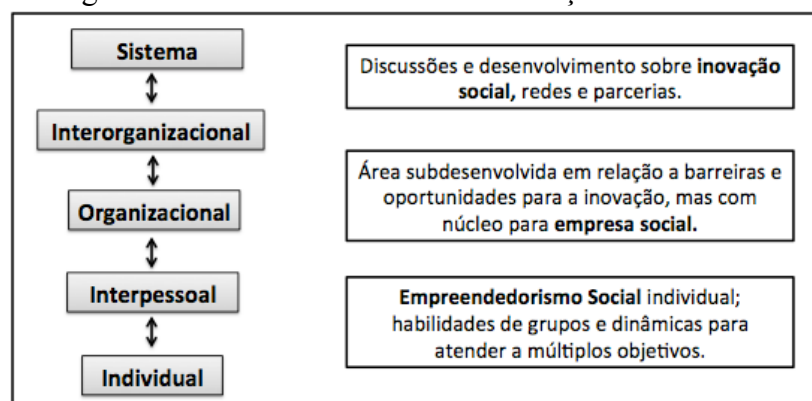 Sistema
Discussões e desenvolvimento sobre inovação
social, redes e parcerias.
Interorganizacional
Área subdesenvolvida em relação a barreiras e
oportunidades para a inovação, mas com
núcleo para empresa social.
Organizacional
Interpessoal
Empreendedorismo Social individual;
habilidades de grupos e dinâmicas para
atender a múltiplos objetivos.
Individual